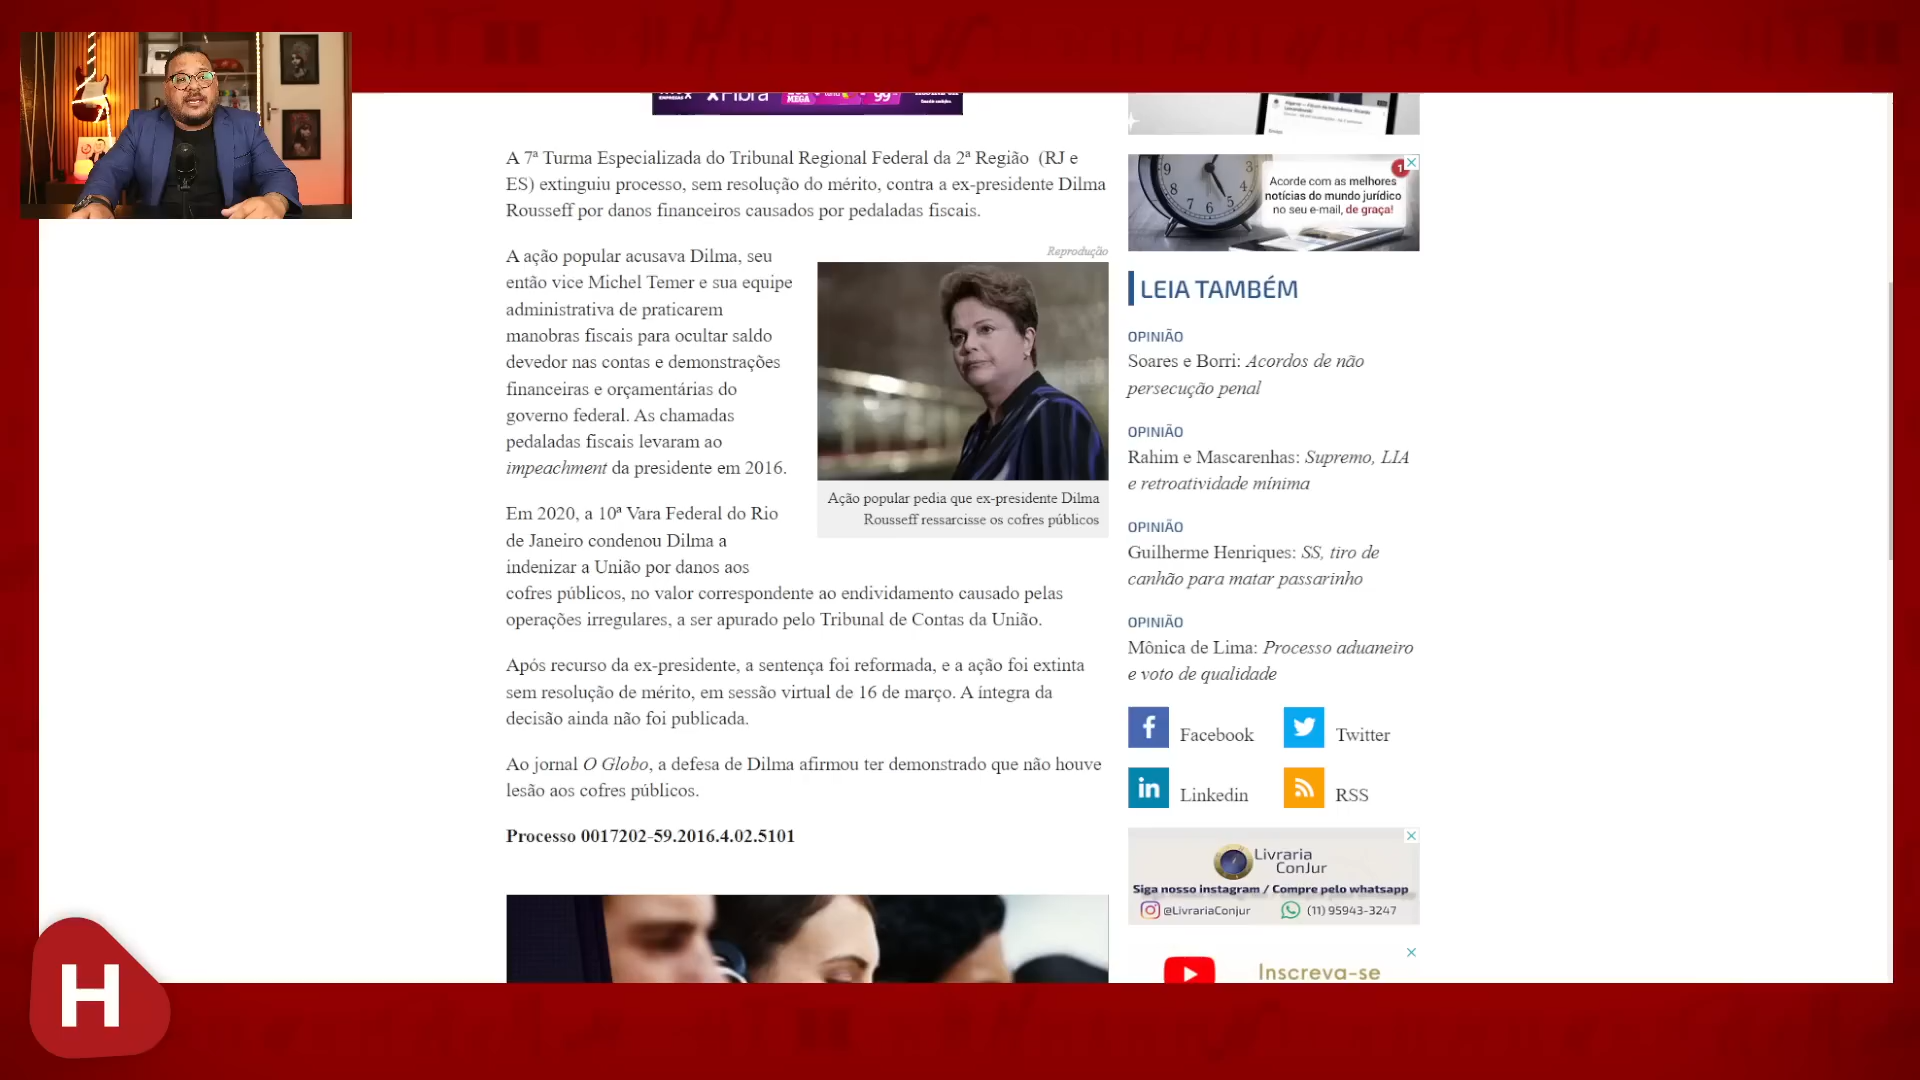 xFibra
MEGA
99
A 7ª Turma Especializada do Tribunal Regional Federal da 2ª Região (RJ e
ES) extinguiu processo, sem resolução do mérito, contra a ex-presidente Dilma
Rousseff por danos financeiros causados por pedaladas fiscais.
Reprodução
A ação popular acusava Dilma, seu
então vice Michel Temer e sua equipe
administrativa de praticarem
manobras fiscais para ocultar saldo
devedor nas contas e demonstrações
financeiras e orçamentárias do
governo federal. As chamadas
pedaladas fiscais levaram ao
impeachment da presidente em 2016.
Ação popular pedia que ex-presidente Dilma
Rousseff ressarcisse os cofres públicos
Em 2020, a 10ª Vara Federal do Rio
de Janeiro condenou Dilma a
indenizar a União por danos aos
cofres públicos, no valor correspondente ao endividamento causado pelas
operações irregulares, a ser apurado pelo Tribunal de Contas da União.
Após recurso da ex-presidente, a sentença foi reformada, e a ação foi extinta
sem resolução de mérito, em sessão virtual de 16 de março. A íntegra da
decisão ainda não foi publicada.
Ao jornal O Globo, a defesa de Dilma afirmou ter demonstrado que não houve
lesão aos cofres públicos.
Processo 0017202-59.2016.4.02.5101
9 3 8 4 7 6 5
1
Acorde com as melhores
notícias do mundo jurídico
no seu e-mail, de graça!
LEIA TAMBÉM
OPINIÃO
Soares e Borri: Acordos de não
persecução penal
OPINIÃO
Rahim e Mascarenhas: Supremo, LIA
e retroatividade mínima
OPINIÃO
Guilherme Henriques: SS, tiro de
canhão para matar passarinho
OPINIÃO
Mônica de Lima: Processo aduaneiro
e voto de qualidade
f Facebook
Twitter
in Linkedin
RSS
Livraria
ConJur
Siga nosso instagram / Compre pelo whatsapp
@LivrariaConjur (11) 95943-3247
Inscreva-se
H